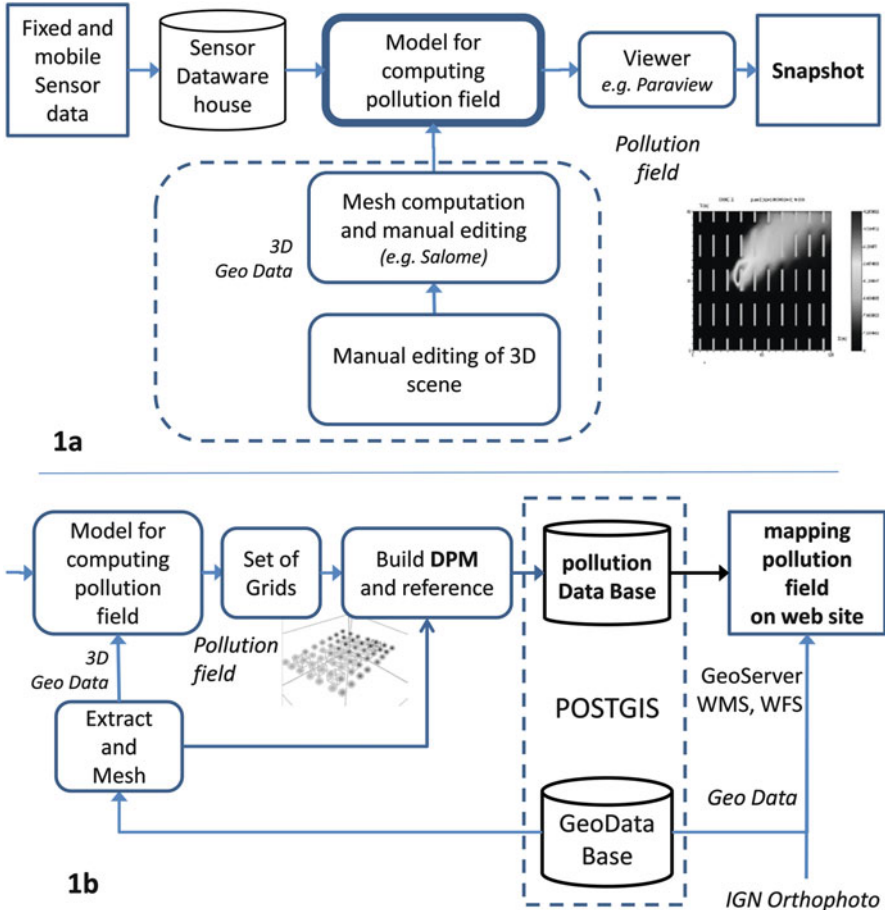 Fixed and
mobile
Sensor
data
Sensor
Dataware
house
Model for
computing
pollution field
Viewer
e.g. Paraview
Snapshot
Pollution
field
Mesh computation
and manual editing
(e.g. Salome)
3D
Geo Data
Manual editing of 3D
scene
1a
Model for
computing
pollution
field
Set of
Grids
Build DPM
and reference
pollution
Data Base
mapping
pollution
field
on web site
Pollution
field
3D
Geo Data
GeoServer
WMS, WFS
Extract
and
Mesh
POSTGIS
Geo Data
GeoData
Base
1b
IGN Orthophoto